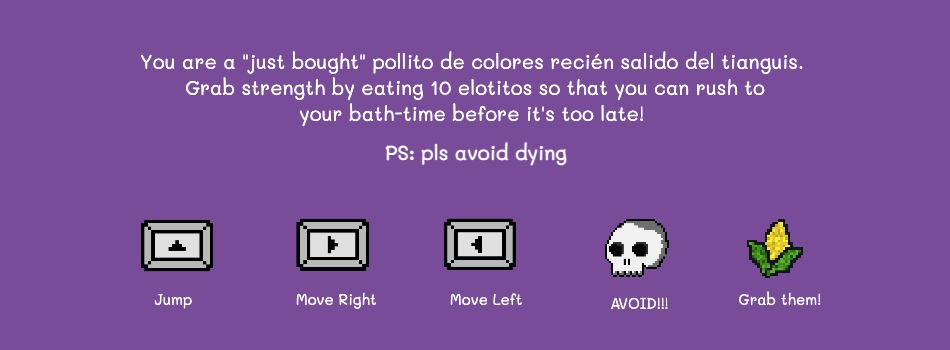 You are a "just bought" pollito de colores recién salido del tianguis.
Grab strength by eating 10 elotitos so that you can rush to
your bath-time before it's too late!
PS: pls avoid dying
Jump
Move Right
Move Left
AVOID!!!
Grab them!